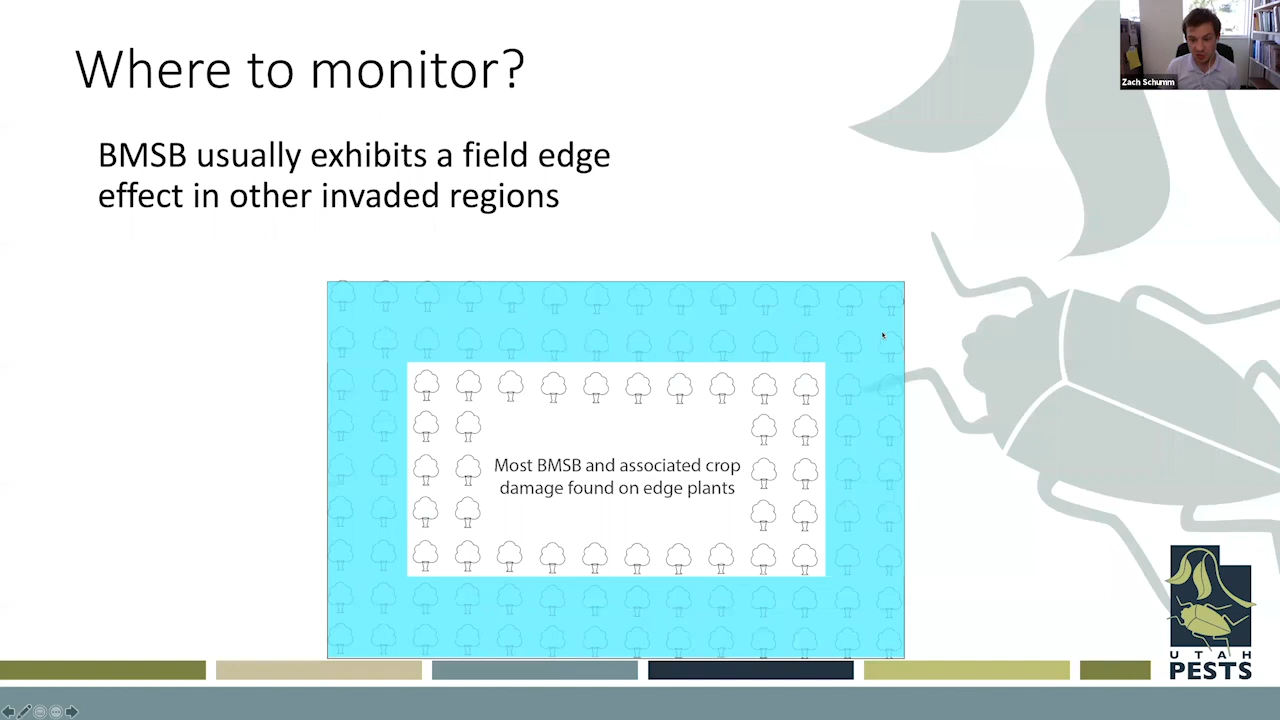 Where to monitor?
Zach Schumm
BMSB usually exhibits a field edge
effect in other invaded regions
Most BMSB and associated crop
damage found on edge plants
UTAH
PESTS